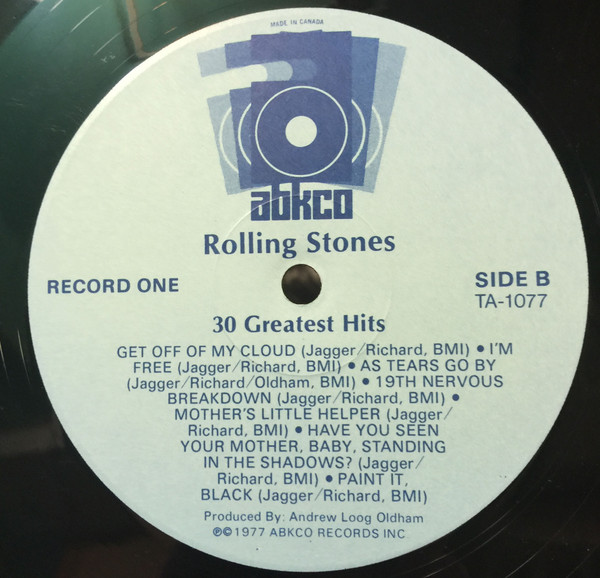 MADE IN CANADA
abkco
Rolling Stones
RECORD ONE
SIDE B
TA-1077
30 Greatest Hits
GET OFF OF MY CLOUD (Jagger/Richard, BMI) • I'M
FREE (Jagger/Richard, BMI) • AS TEARS GO BY
(Jagger/Richard/Oldham, BMI) • 19TH NERVOUS
BREAKDOWN (Jagger/Richard, BMI) •
MOTHER'S LITTLE HELPER (Jagger/
Richard, BMI) • HAVE YOU SEEN
YOUR MOTHER, BABY, STANDING
IN THE SHADOWS? (Jagger/
Richard, BMI) • PAINT IT,
BLACK (Jagger/Richard, BMI)
Produced By: Andrew Loog Oldham
℗©1977 ABKCO RECORDS INC